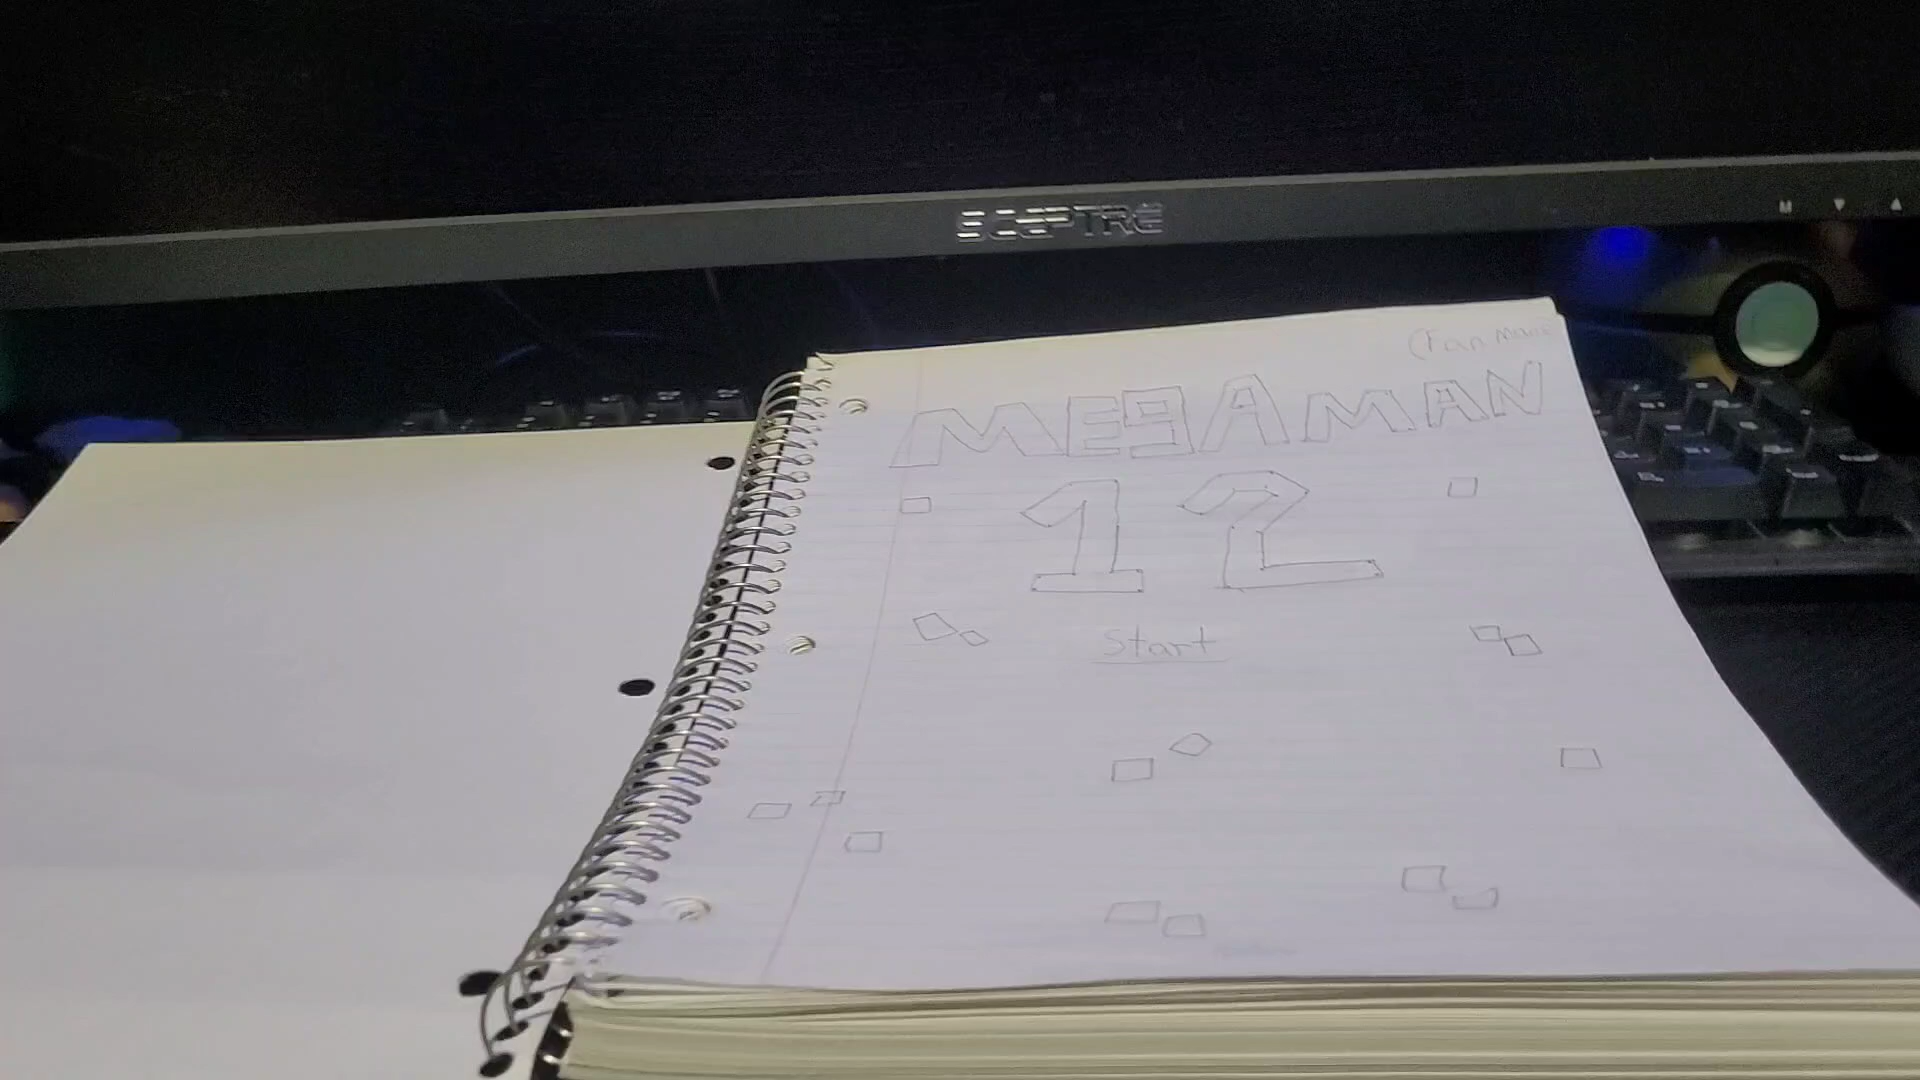 SCEPTRE
M ▼ ▲
(Fan Made
MEgAMAN
12
Start